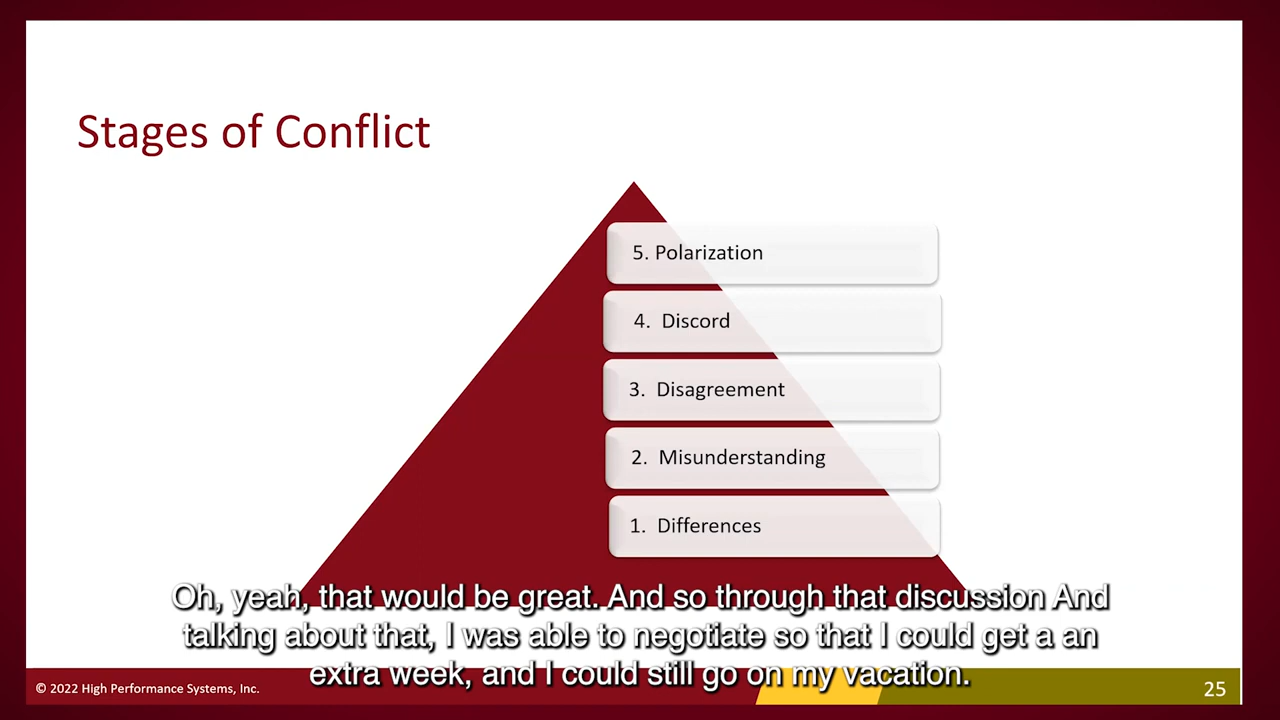 Stages of Conflict
5. Polarization
4. Discord
3. Disagreement
2. Misunderstanding
1. Differences
Oh, yeah, that would be great. And so through that discussion And
talking about that, I was able to negotiate so that I could get a an
extra week, and I could still go on my vacation.
© 2022 High Performance Systems, Inc.
25